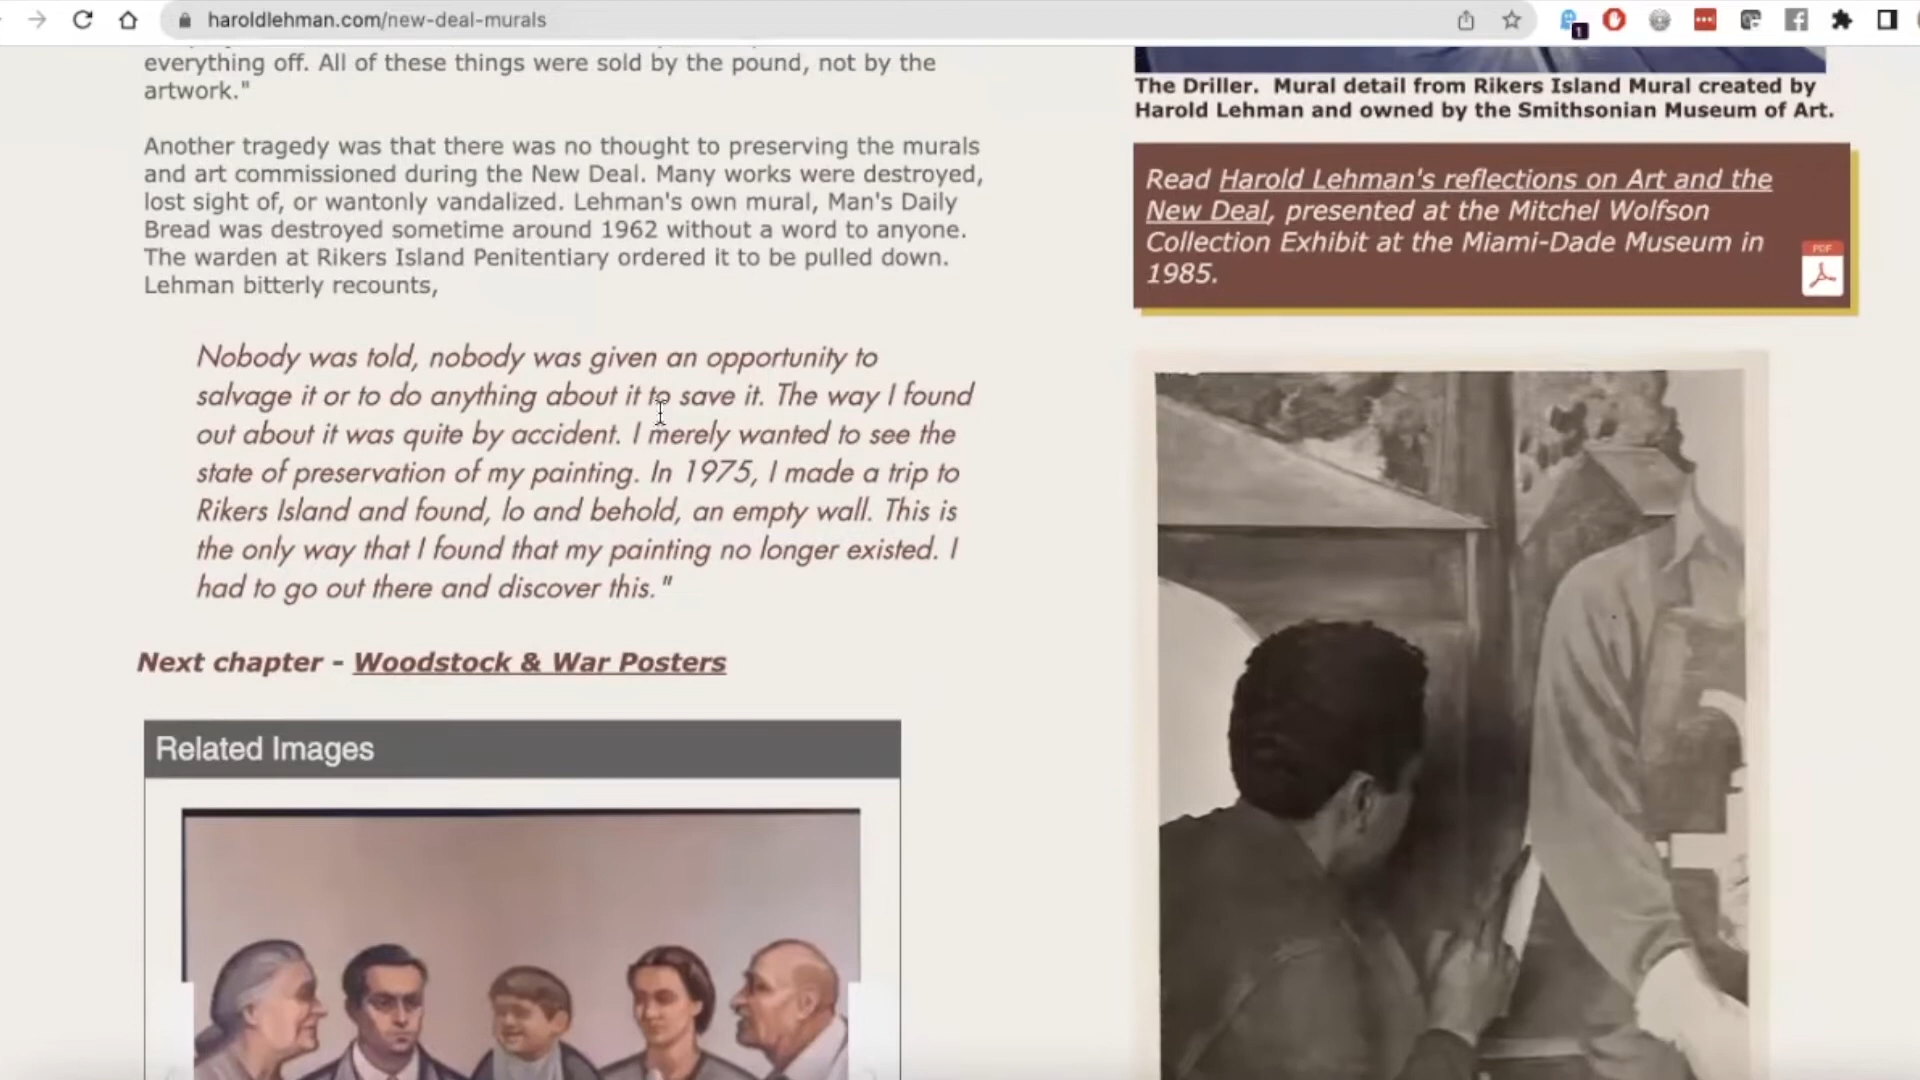 haroldlehman.com/new-deal-murals
1
everything off. All of these things were sold by the pound, not by the
artwork."
Another tragedy was that there was no thought to preserving the murals
and art commissioned during the New Deal. Many works were destroyed,
lost sight of, or wantonly vandalized. Lehman's own mural, Man's Daily
Bread was destroyed sometime around 1962 without a word to anyone.
The warden at Rikers Island Penitentiary ordered it to be pulled down.
Lehman bitterly recounts,
Nobody was told, nobody was given an opportunity to
salvage it or to do anything about it to save it. The way I found
out about it was quite by accident. I merely wanted to see the
state of preservation of my painting. In 1975, I made a trip to
Rikers Island and found, lo and behold, an empty wall. This is
the only way that I found that my painting no longer existed. I
had to go out there and discover this."
Next chapter - Woodstock & War Posters
Related Images
The Driller. Mural detail from Rikers Island Mural created by
Harold Lehman and owned by the Smithsonian Museum of Art.
Read Harold Lehman's reflections on Art and the
New Deal, presented at the Mitchel Wolfson
Collection Exhibit at the Miami-Dade Museum in
1985.
PDF